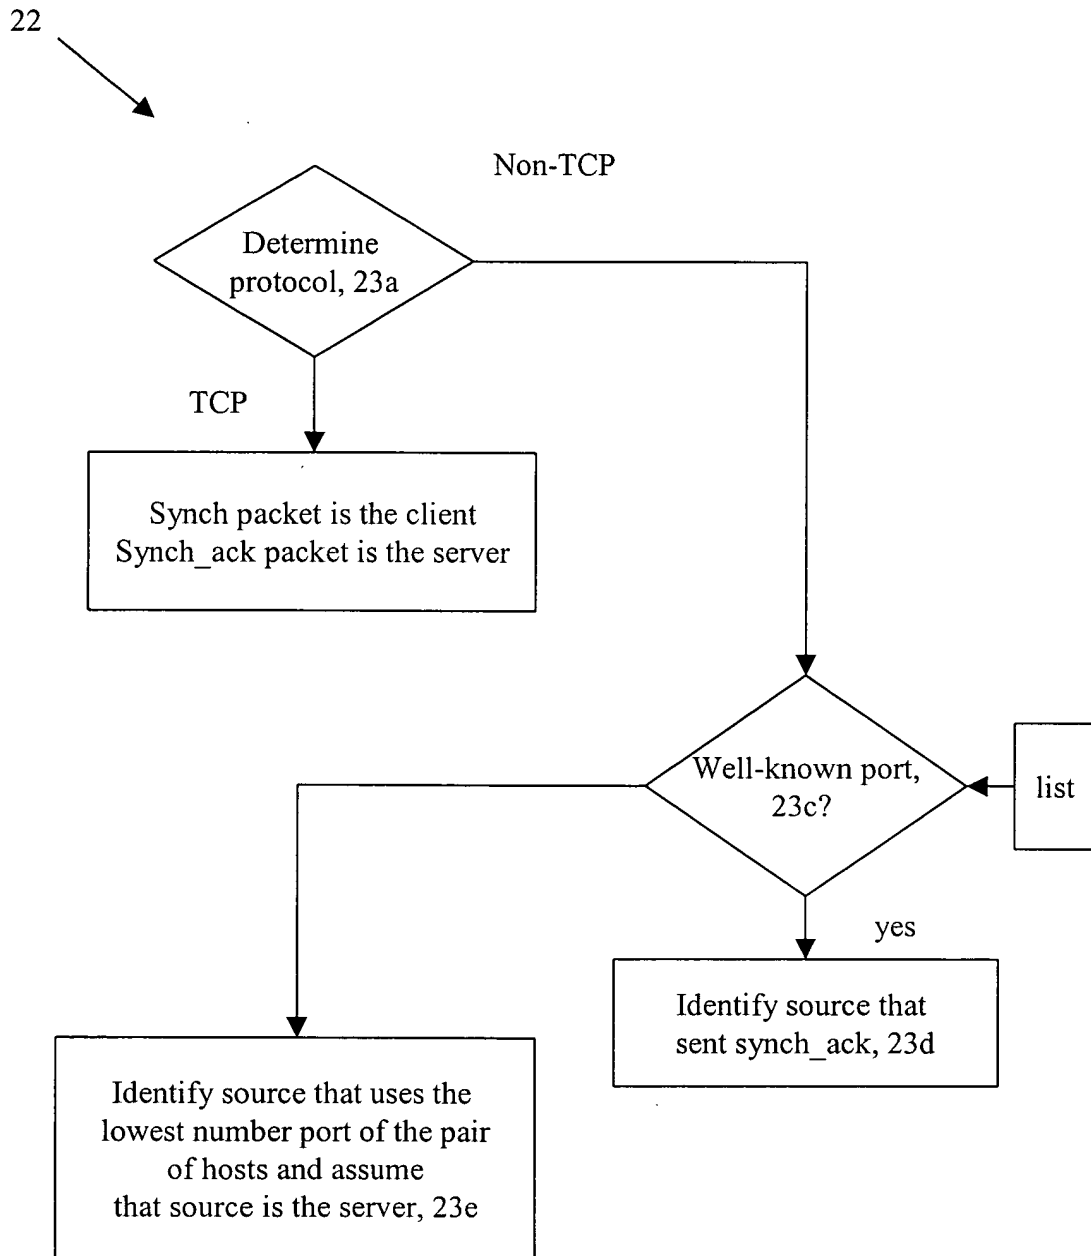 22
Non-TCP
Determine
protocol, 23a
TCP
Synch packet is the client
Synch_ack packet is the server
Well-known port,
23c?
list
yes
Identify source that
sent synch_ack, 23d
Identify source that uses the
lowest number port of the pair
of hosts and assume
that source is the server, 23e